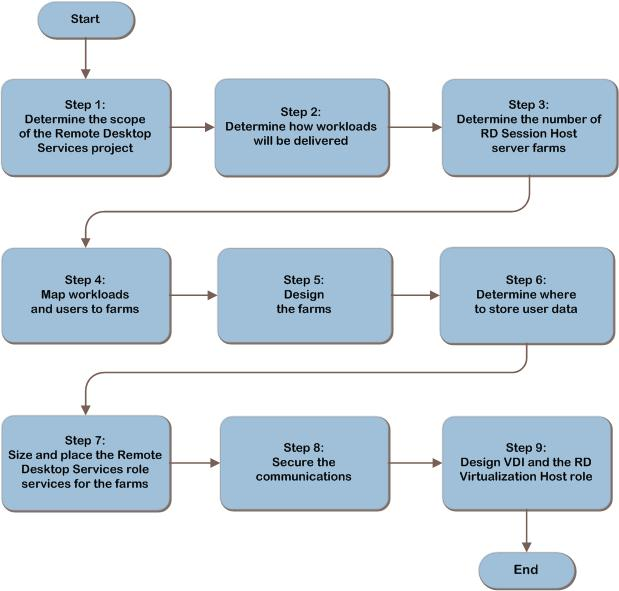 Start
Step 1:
Determine the scope
of the Remote Desktop
Services project
Step 2:
Determine how workloads
will be delivered
Step 3:
Determine the number of
RD Session Host
server farms
Step 4:
Map workloads
and users to farms
Step 5:
Design
the farms
Step 6:
Determine where
to store user data
Step 7:
Size and place the Remote
Desktop Services role
services for the farms
Step 8:
Secure the
communications
Step 9:
Design VDI and the RD
Virtualization Host role
End